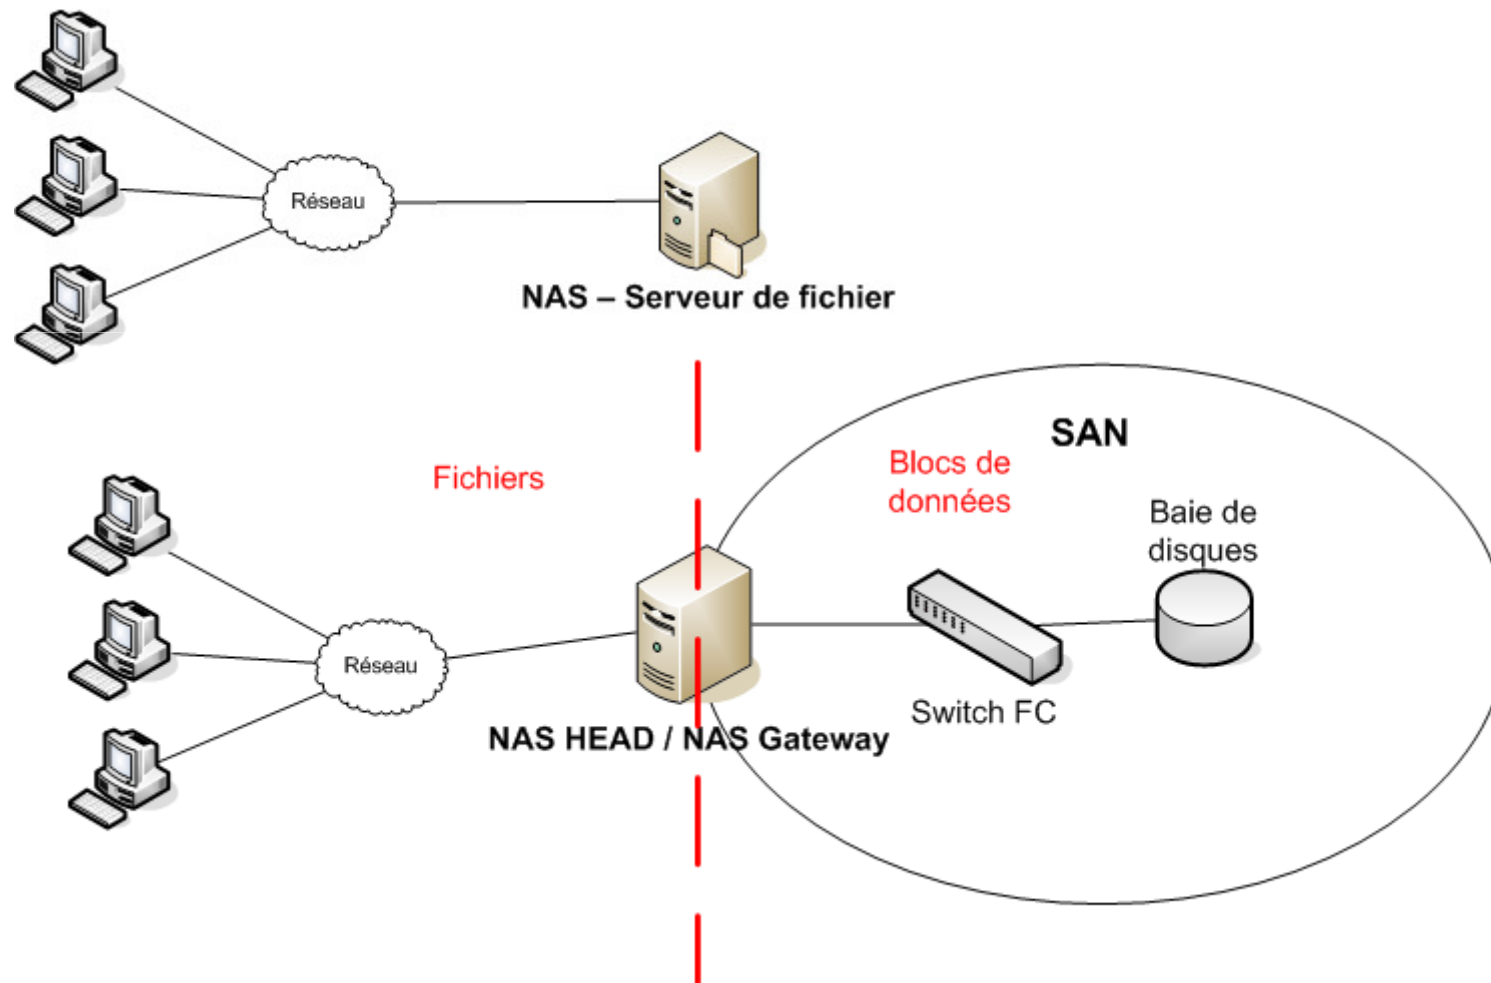 Réseau
NAS – Serveur de fichier
SAN
Fichiers
Blocs de
données
Baie de
disques
Réseau
Switch FC
NAS HEAD / NAS Gateway